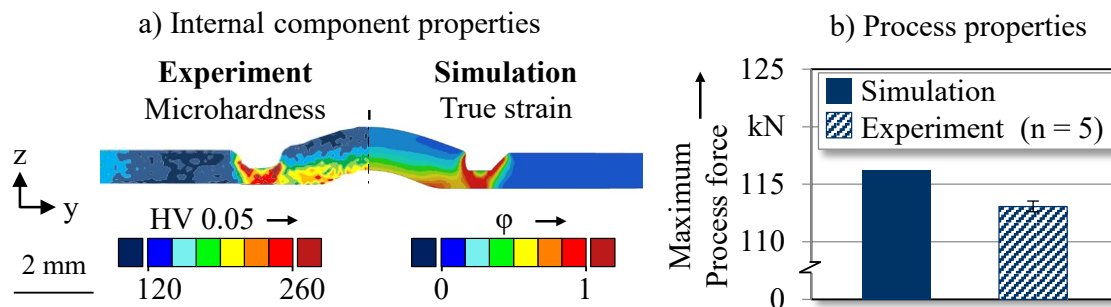 a) Internal component properties
Experiment
Microhardness
Simulation
True strain
z
y
HV 0.05
120 260
φ
0 1
2 mm
b) Process properties
Maximum
Process force
125
kN
115
110
0
Simulation
Experiment (n = 5)